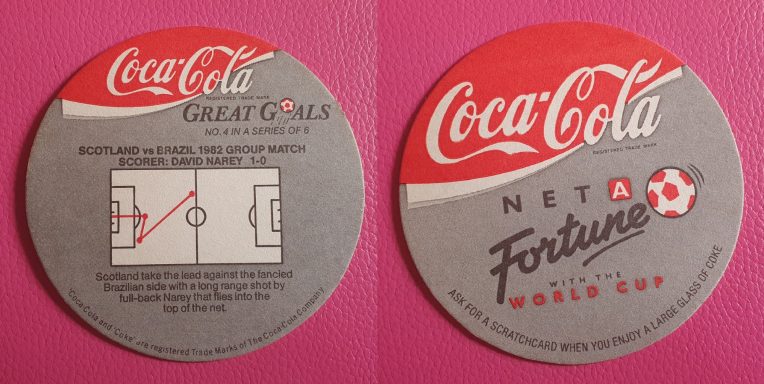 Coca-Cola
REGISTERED TRADE MARK
GREAT GOALS
NO. 4 IN A SERIES OF 6
SCOTLAND vs BRAZIL 1982 GROUP MATCH
SCORER: DAVID NAREY 1-0
Scotland take the lead against the fancied
Brazilian side with a long range shot by
full-back Narey that flies into the
top of the net.
'Coca-Cola and 'Coke' are registered Trade Marks of The Coca-Cola Company
Coca-Cola
REGISTERED TRADE MARK
NET A
Fortune
WITH THE
WORLD CUP
ASK FOR A SCRATCHCARD WHEN YOU ENJOY A LARGE GLASS OF COKE